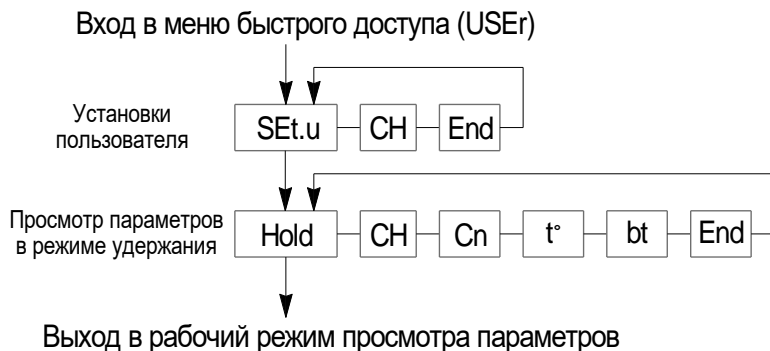 Вход в меню быстрого доступа (USEr)
Установки
пользователя
SEt.u CH End
Просмотр параметров
в режиме удержания
Hold CH Cn t° bt End
Выход в рабочий режим просмотра параметров